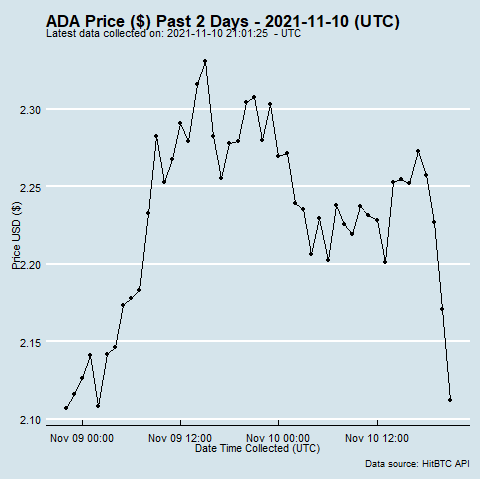 ADA Price ($) Past 2 Days - 2021-11-10 (UTC)
Latest data collected on: 2021-11-10 21:01:25 - UTC
2.30
2.25
2.20
2.15
2.10
Price USD ($)
Nov 09 00:00
Nov 09 12:00
Nov 10 00:00
Nov 10 12:00
Date Time Collected (UTC)
Data source: HitBTC API